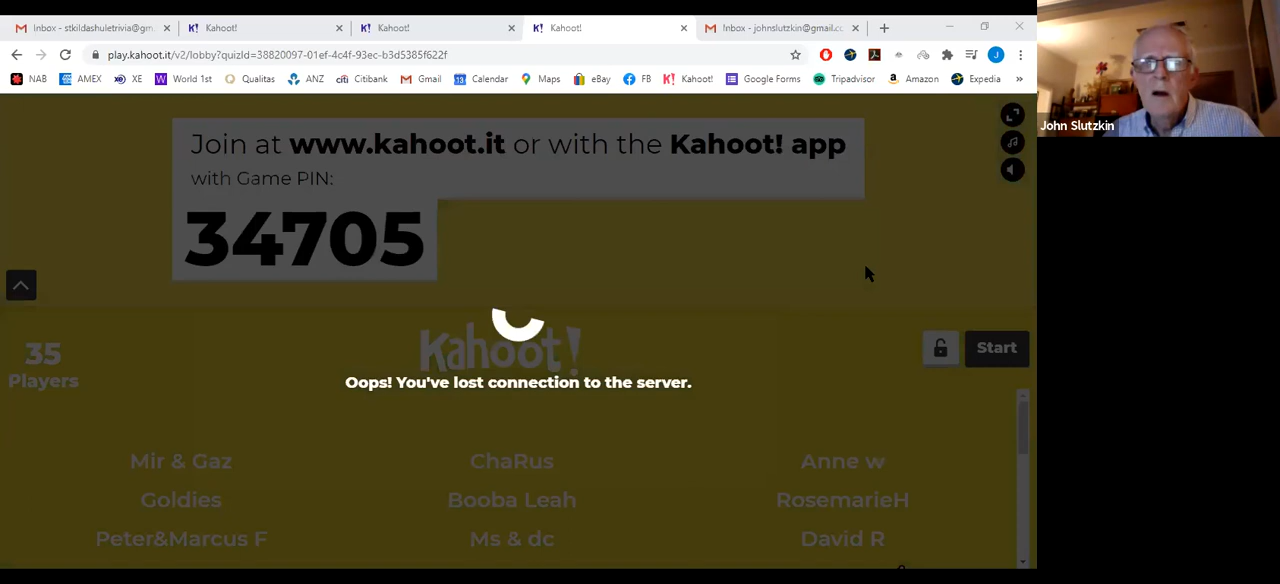 Inbox - stkildashuletrivia@gm
Kahoot!
Kahoot!
Kahoot!
Inbox - johnslutzkin@gmail.cc
play.kahoot.it/v2/lobby?quizId=38820097-01ef-4c4f-93ec-b3d5385f622f
NAB AMEX XE World 1st Qualitas ANZ Citibank Gmail Calendar Maps eBay FB Kahoot! Google Forms Tripadvisor Amazon Expedia »
John Slutzkin
Join at www.kahoot.it or with the Kahoot! app
with Game PIN:
34705
35
Players
Kahoot!
Start
Oops! You've lost connection to the server.
Mir & Gaz ChaRus Anne w
Goldies Booba Leah RosemarieH
Peter&Marcus F Ms & dc David R